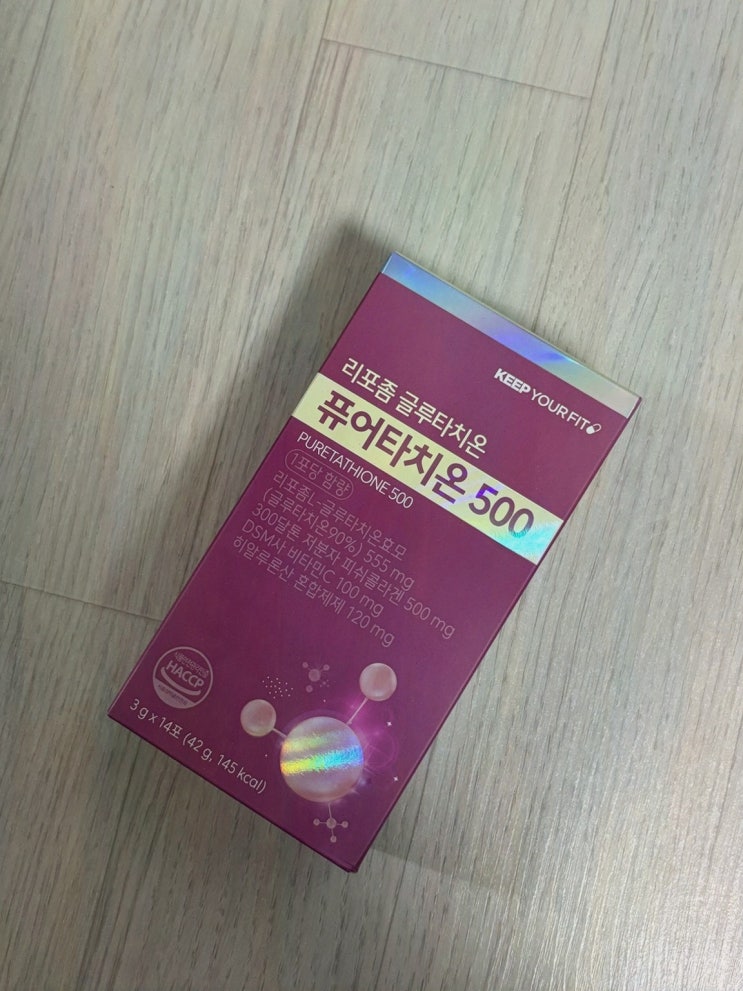 KEEP YOUR FIT
리포좀 글루타치온
퓨어타치온 500
PURETATHIONE 500
1포당 함량
리포좀L-글루타치온효모
(글루타치온90%) 555 mg
300달톤 저분자 피쉬콜라겐 500 mg
DSM사 비타민C 100 mg
히알루론산 혼합제제 120 mg
HACCP
3 g x 14포 (42 g, 145 kcal)